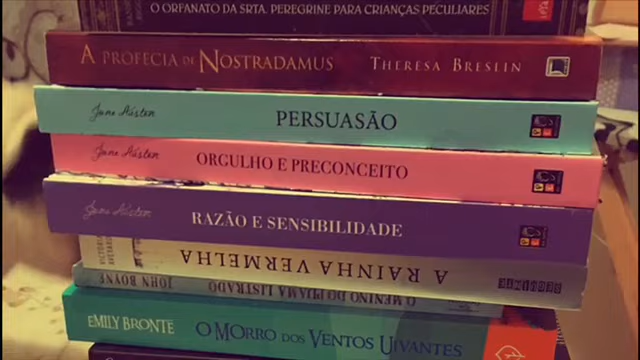 O ORFANATO DA SRTA. PEREGRINE PARA CRIANÇAS PECULIARES
A PROFECIA DE NOSTRADAMUS THERESA BRESLIN
Jane Austen PERSUASÃO
Jane Austen ORGULHO E PRECONCEITO
Jane Austen RAZÃO E SENSIBILIDADE
A RAINHA VERMELHA SEGUINTE
JOHN BOYNE O MENINO DO PIJAMA LISTRADO
EMILY BRONTË O MORRO DOS VENTOS UIVANTES